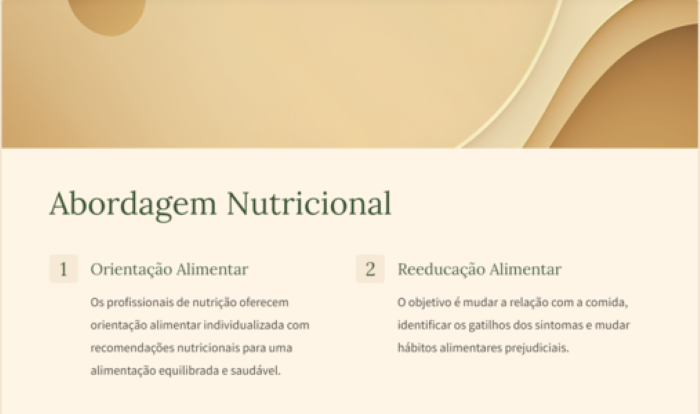 Abordagem Nutricional
1 Orientação Alimentar
Os profissionais de nutrição oferecem
orientação alimentar individualizada com
recomendações nutricionais para uma
alimentação equilibrada e saudável.
2 Reeducação Alimentar
O objetivo é mudar a relação com a comida,
identificar os gatilhos dos sintomas e mudar
hábitos alimentares prejudiciais.